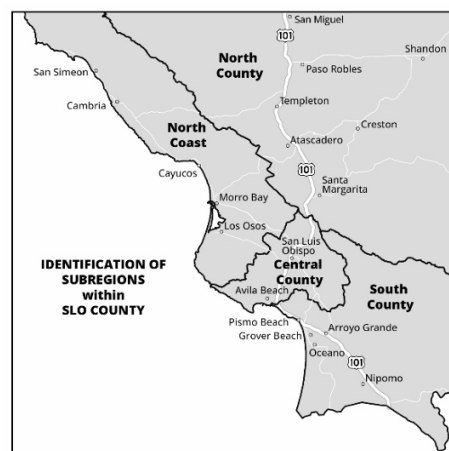 San Miguel
101
North
County
Shandon
San Simeon
Paso Robles
Cambria
Templeton
Creston
North
Coast
Atascadero
101
Cayucos
Santa
Margarita
Morro Bay
Los Osos
San Luis
Obispo
IDENTIFICATION OF
SUBREGIONS
within
SLO COUNTY
Central
County
South
County
Avila Beach
Pismo Beach
Arroyo Grande
Grover Beach
Oceano
101
Nipomo